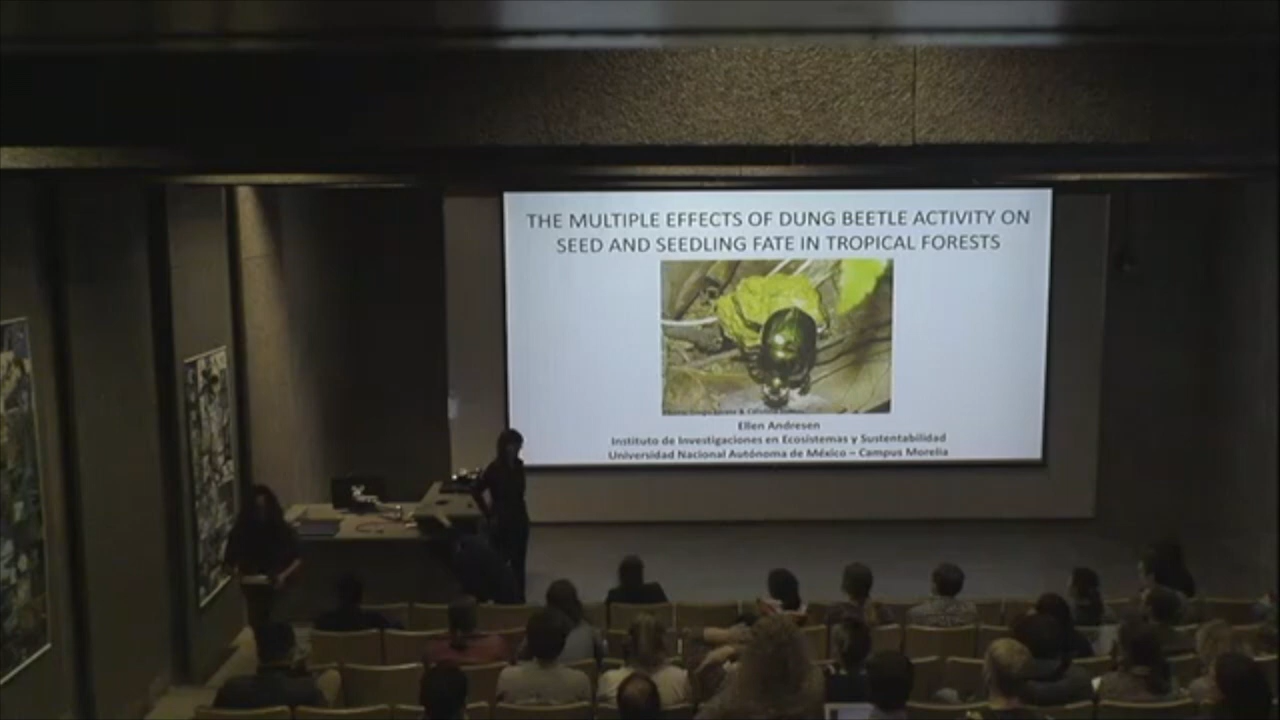 THE MULTIPLE EFFECTS OF DUNG BEETLE ACTIVITY ON
SEED AND SEEDLING FATE IN TROPICAL FORESTS
Ellen Andresen
Instituto de Investigaciones en Ecosistemas y Sustentabilidad
Universidad Nacional Autónoma de México – Campus Morelia